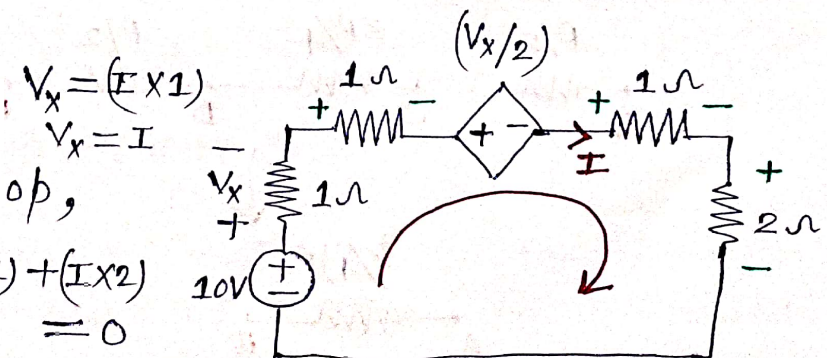 (Vx/2)
Vx = (I×1)
1Ω
1Ω
+ −
+ −
+ −
Vx = I
I
−
Vx
+
1Ω
+
2Ω
−
op,
) + (I×2)
= 0
10V
+
−